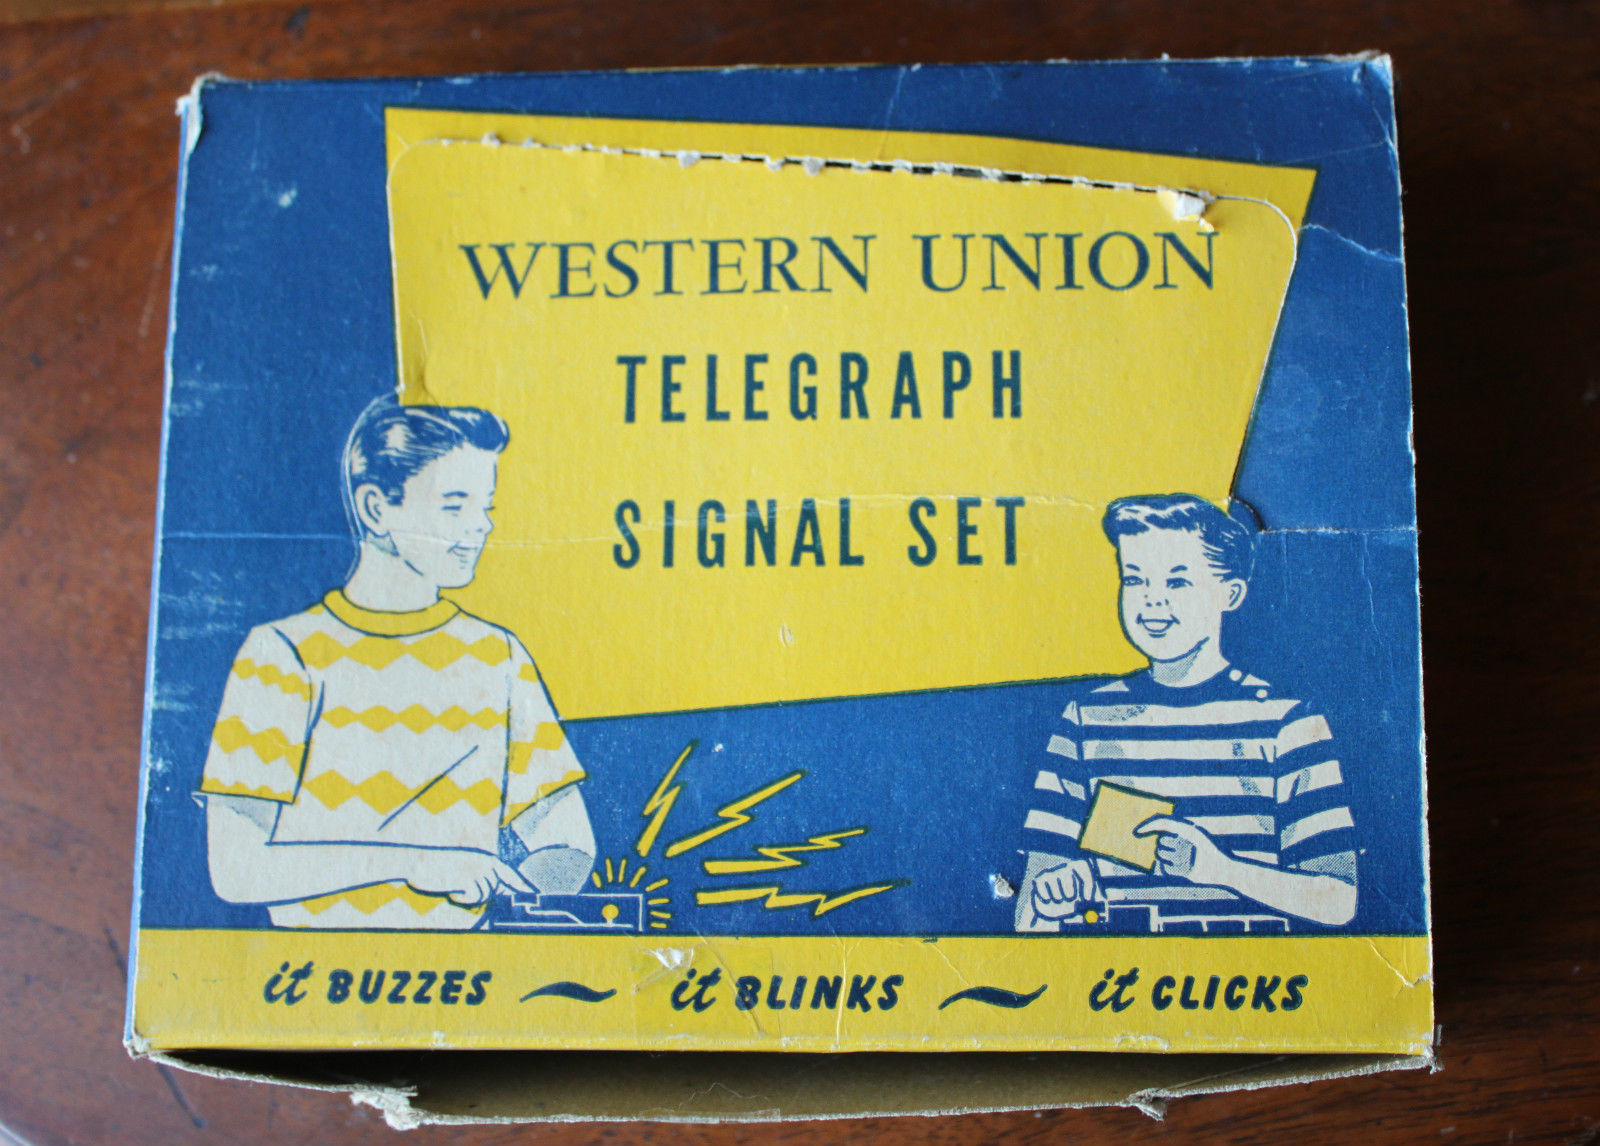 WESTERN UNION
TELEGRAPH
SIGNAL SET
it BUZZES ~ it BLINKS ~ it CLICKS